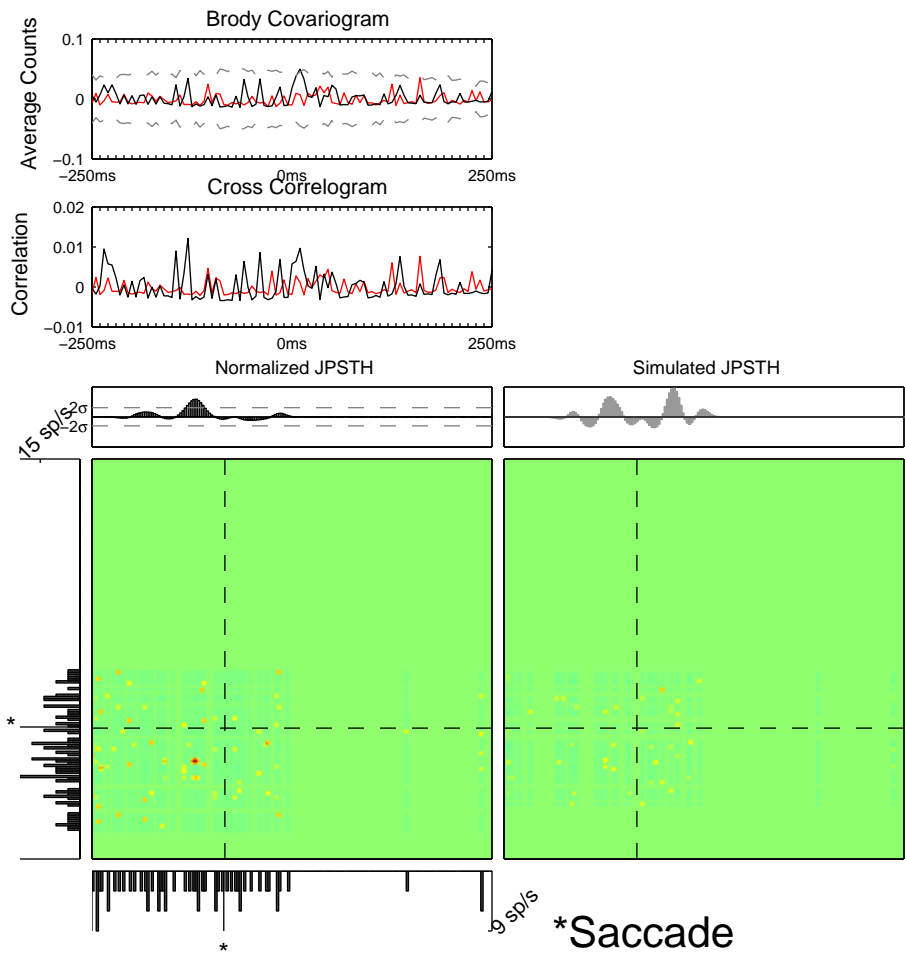 Brody Covariogram
Average Counts
0.1
0
−0.1
−250ms
0ms
250ms
Cross Correlogram
Correlation
0.02
0.01
0
−0.01
−250ms
0ms
250ms
Normalized JPSTH
Simulated JPSTH
2σ
−2σ
15 sp/s
*
9 sp/s
*
*Saccade